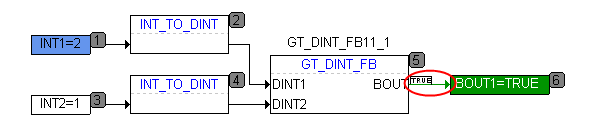 INT1=2
1
INT_TO_DINT
2
INT2=1
3
INT_TO_DINT
4
GT_DINT_FB11_1
GT_DINT_FB
5
DINT1
BOUT
DINT2
TRUE
BOUT1=TRUE
6